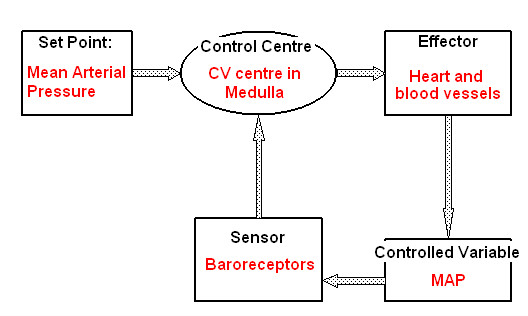 Set Point:
Mean Arterial
Pressure
Control Centre
CV centre in
Medulla
Effector
Heart and
blood vessels
Sensor
Baroreceptors
Controlled Variable
MAP